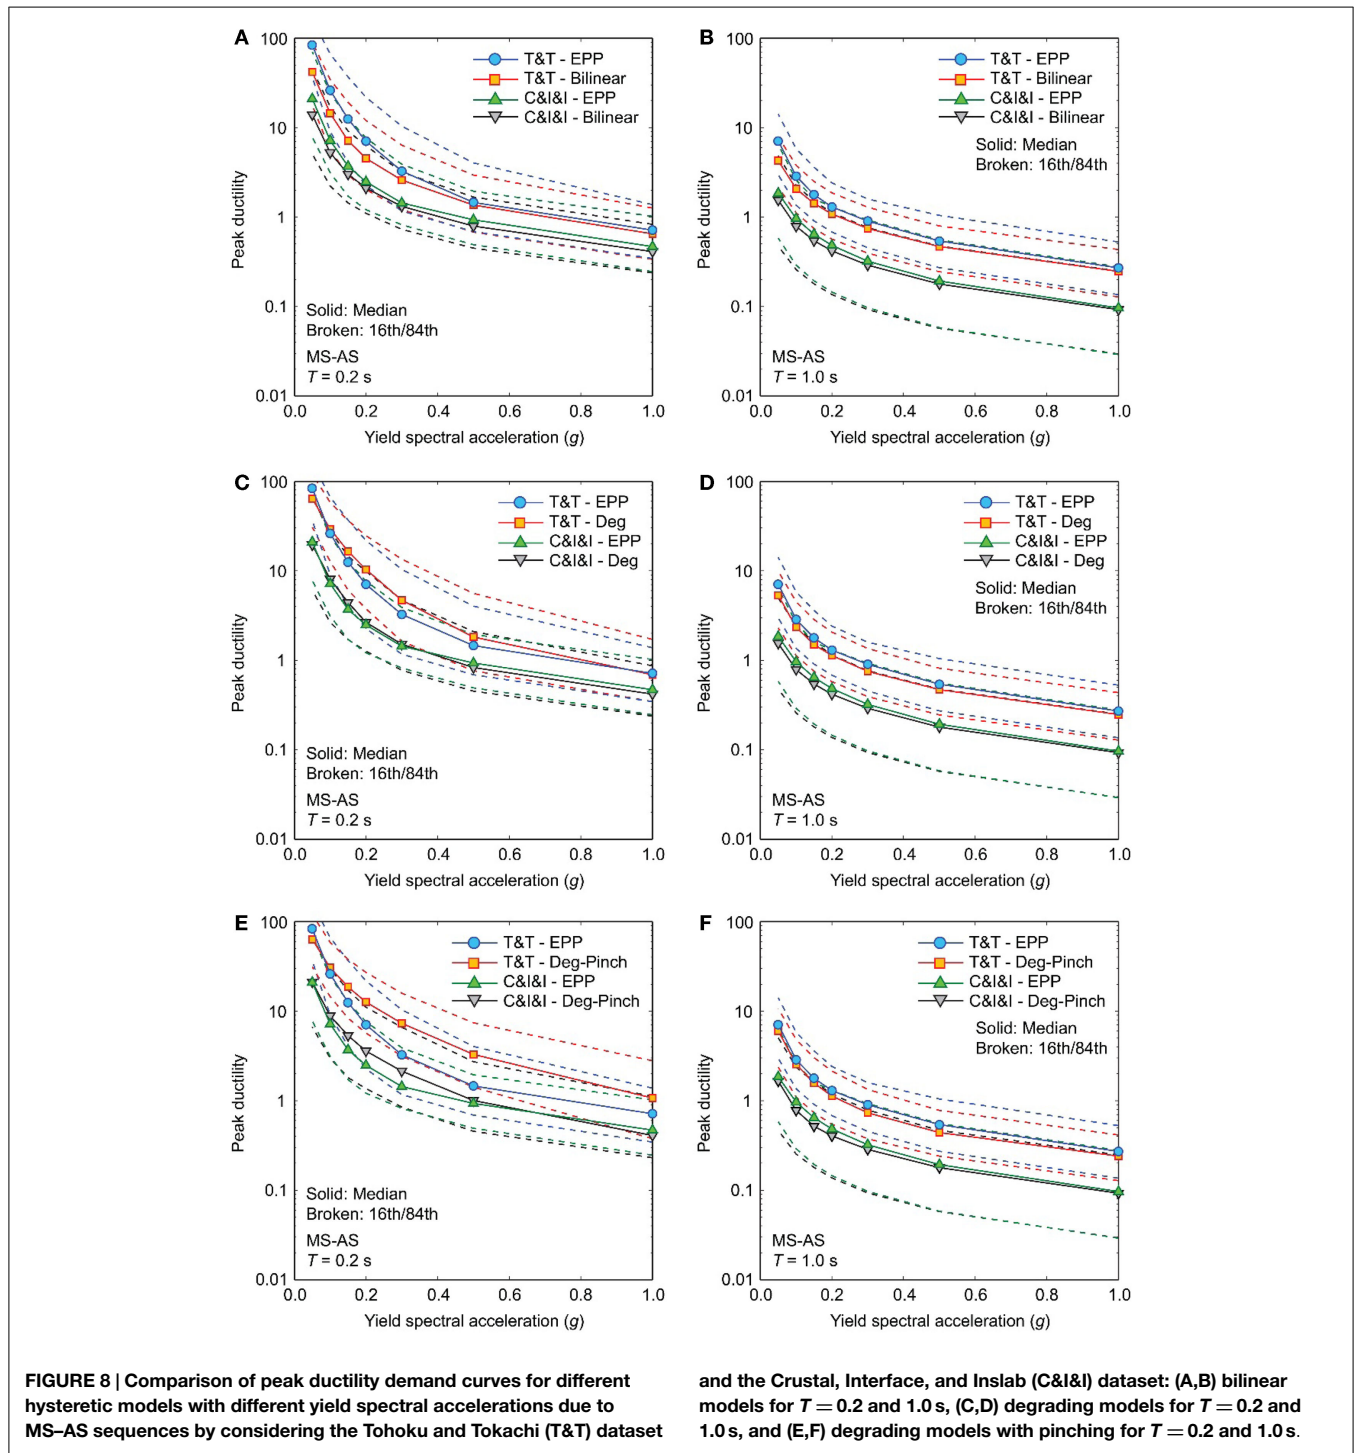 A
100
10
1
0.1
0.01
Peak ductility
T&T - EPP
T&T - Bilinear
C&I&I - EPP
C&I&I - Bilinear
Solid: Median
Broken: 16th/84th
MS-AS
T = 0.2 s
0.0 0.2 0.4 0.6 0.8 1.0
Yield spectral acceleration (g)
B
100
10
1
0.1
0.01
Peak ductility
T&T - EPP
T&T - Bilinear
C&I&I - EPP
C&I&I - Bilinear
Solid: Median
Broken: 16th/84th
MS-AS
T = 1.0 s
0.0 0.2 0.4 0.6 0.8 1.0
Yield spectral acceleration (g)
C
100
10
1
0.1
0.01
Peak ductility
T&T - EPP
T&T - Deg
C&I&I - EPP
C&I&I - Deg
Solid: Median
Broken: 16th/84th
MS-AS
T = 0.2 s
0.0 0.2 0.4 0.6 0.8 1.0
Yield spectral acceleration (g)
D
100
10
1
0.1
0.01
Peak ductility
T&T - EPP
T&T - Deg
C&I&I - EPP
C&I&I - Deg
Solid: Median
Broken: 16th/84th
MS-AS
T = 1.0 s
0.0 0.2 0.4 0.6 0.8 1.0
Yield spectral acceleration (g)
E
100
10
1
0.1
0.01
Peak ductility
T&T - EPP
T&T - Deg-Pinch
C&I&I - EPP
C&I&I - Deg-Pinch
Solid: Median
Broken: 16th/84th
MS-AS
T = 0.2 s
0.0 0.2 0.4 0.6 0.8 1.0
Yield spectral acceleration (g)
F
100
10
1
0.1
0.01
Peak ductility
T&T - EPP
T&T - Deg-Pinch
C&I&I - EPP
C&I&I - Deg-Pinch
Solid: Median
Broken: 16th/84th
MS-AS
T = 1.0 s
0.0 0.2 0.4 0.6 0.8 1.0
Yield spectral acceleration (g)
FIGURE 8 | Comparison of peak ductility demand curves for different
hysteretic models with different yield spectral accelerations due to
MS–AS sequences by considering the Tohoku and Tokachi (T&T) dataset
and the Crustal, Interface, and Inslab (C&I&I) dataset: (A,B) bilinear
models for T = 0.2 and 1.0 s, (C,D) degrading models for T = 0.2 and
1.0 s, and (E,F) degrading models with pinching for T = 0.2 and 1.0 s.